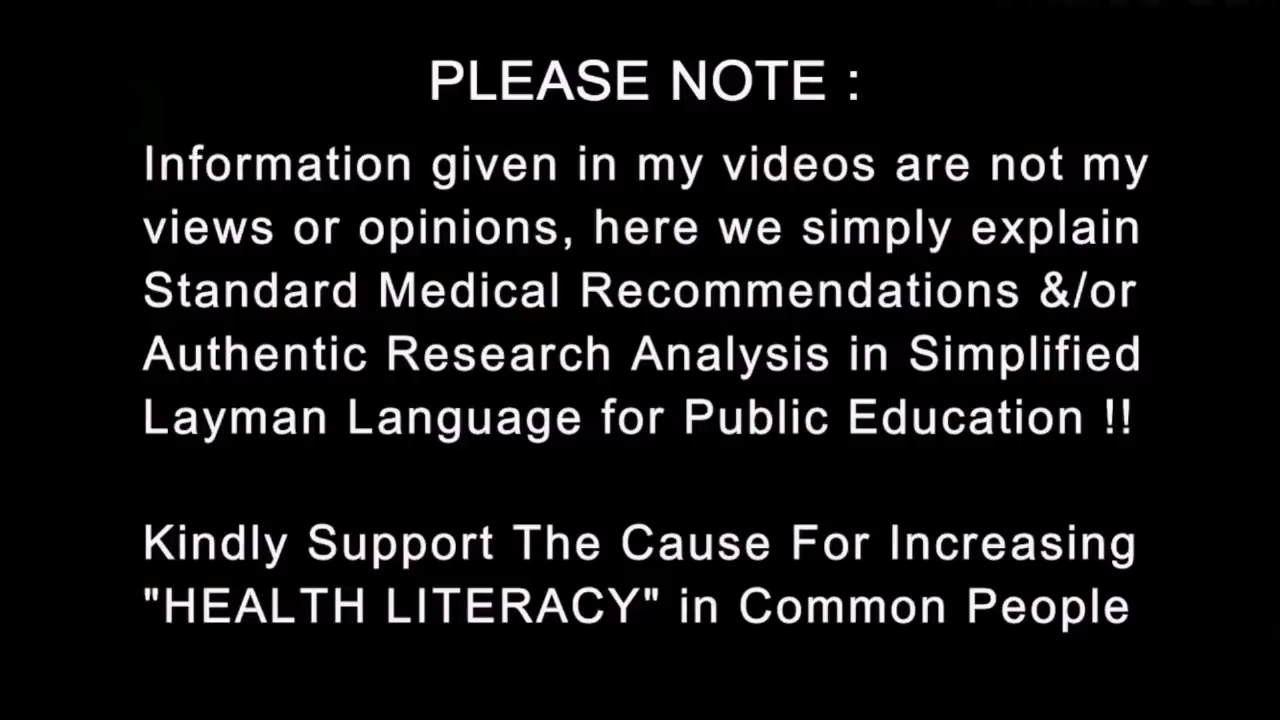 PLEASE NOTE :
Information given in my videos are not my
views or opinions, here we simply explain
Standard Medical Recommendations &/or
Authentic Research Analysis in Simplified
Layman Language for Public Education !!
Kindly Support The Cause For Increasing
"HEALTH LITERACY" in Common People